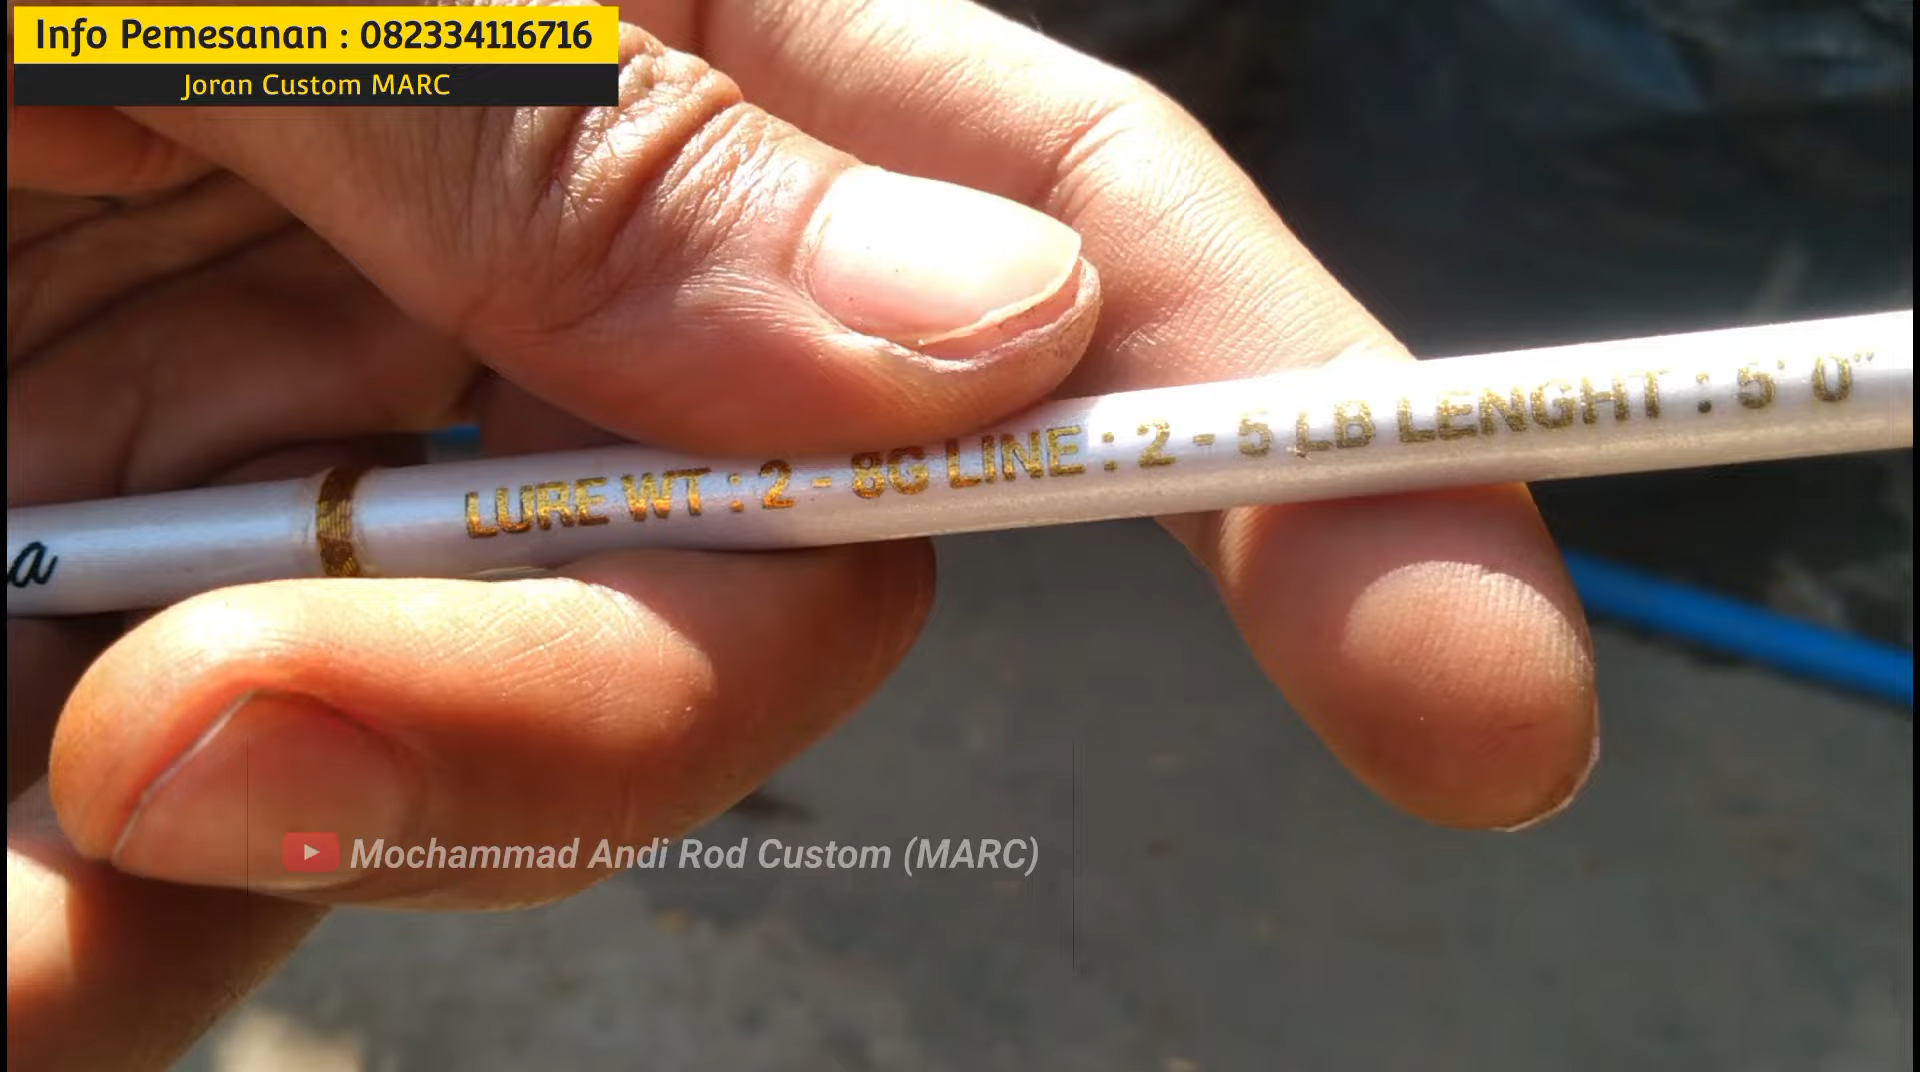 Info Pemesanan : 082334116716
Joran Custom MARC
a
LURE WT : 2 - 8G LINE : 2 - 5 LB LENGHT : 5' 0"
Mochammad Andi Rod Custom (MARC)